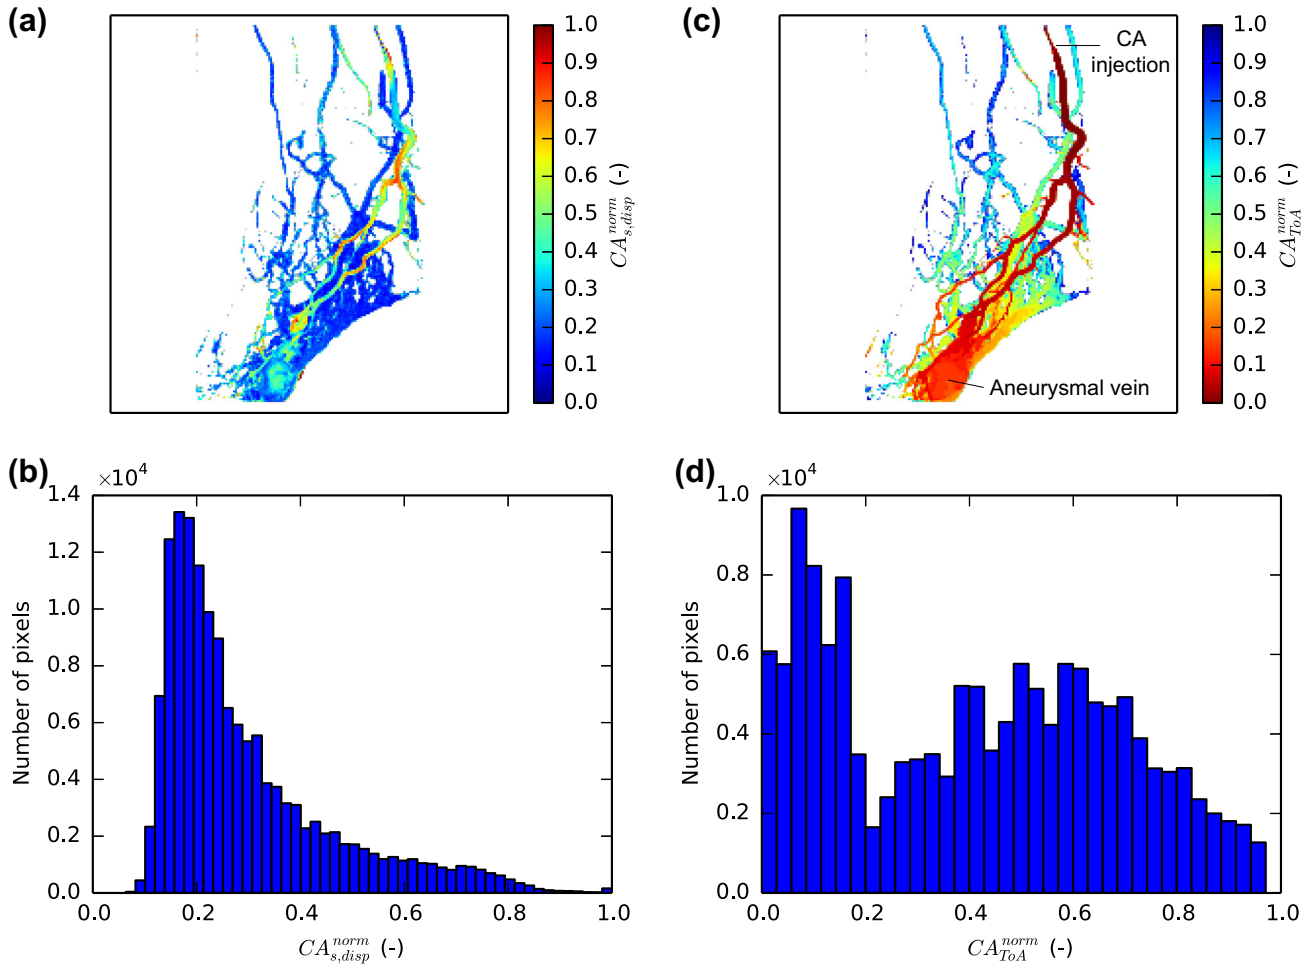 (a)
1.0
0.9
0.8
0.7
0.6
0.5
0.4
0.3
0.2
0.1
0.0
CA^{norm}_{s,disp} (-)
(c)
CA
injection
Aneurysmal vein
1.0
0.9
0.8
0.7
0.6
0.5
0.4
0.3
0.2
0.1
0.0
CA^{norm}_{ToA} (-)
(b)
×10^4
1.4
1.2
1.0
0.8
0.6
0.4
0.2
0.0
Number of pixels
0.0 0.2 0.4 0.6 0.8 1.0
CA^{norm}_{s,disp} (-)
(d)
×10^4
1.0
0.8
0.6
0.4
0.2
0.0
Number of pixels
0.0 0.2 0.4 0.6 0.8 1.0
CA^{norm}_{ToA} (-)